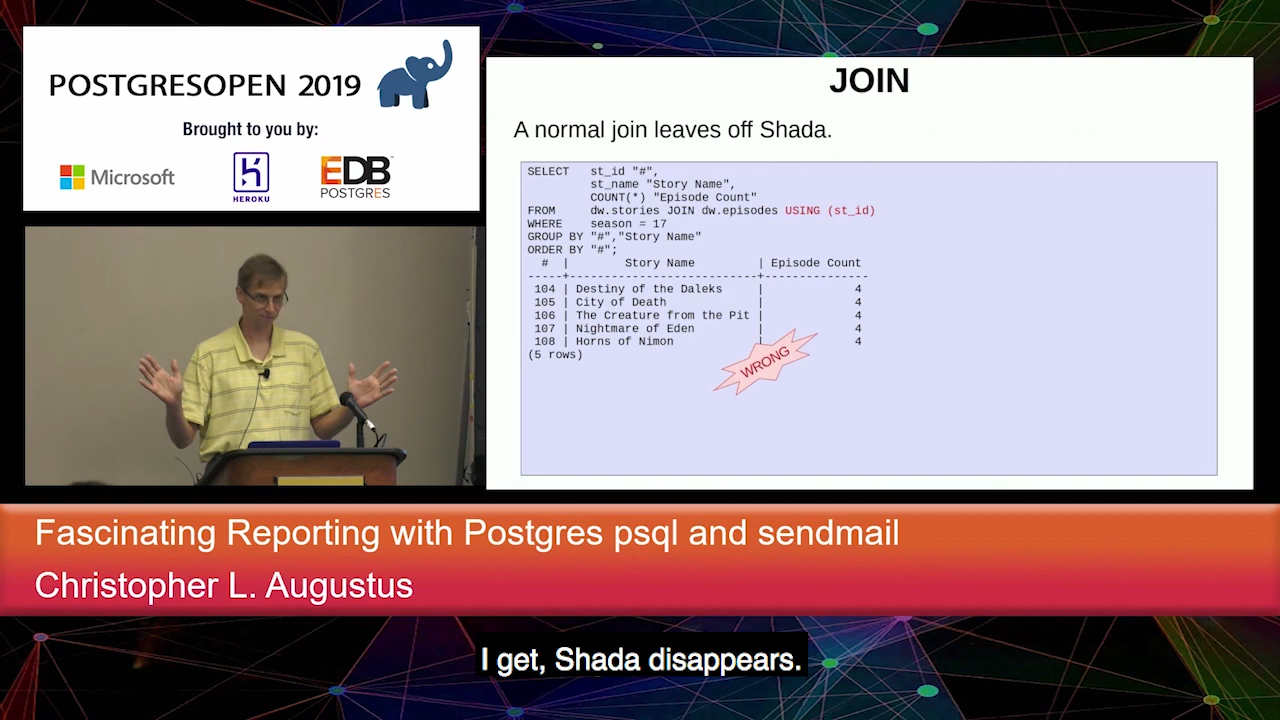 POSTGRESOPEN 2019
Brought to you by:
Microsoft
HEROKU
EDB
POSTGRES
JOIN
A normal join leaves off Shada.
SELECT   st_id "#",
         st_name "Story Name",
         COUNT(*) "Episode Count"
FROM     dw.stories JOIN dw.episodes USING (st_id)
WHERE    season = 17
GROUP BY "#","Story Name"
ORDER BY "#";
  #  |        Story Name         | Episode Count
-----+---------------------------+---------------
 104 | Destiny of the Daleks     |             4
 105 | City of Death             |             4
 106 | The Creature from the Pit |             4
 107 | Nightmare of Eden         |             4
 108 | Horns of Nimon            |             4
(5 rows)
WRONG
Fascinating Reporting with Postgres psql and sendmail
Christopher L. Augustus
I get, Shada disappears.